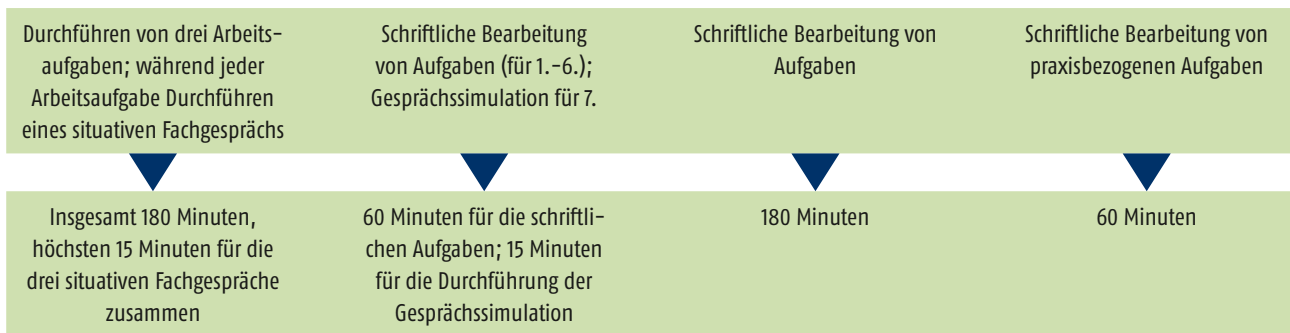 Durchführen von drei Arbeits-
aufgaben; während jeder
Arbeitsaufgabe Durchführen
eines situativen Fachgesprächs
Schriftliche Bearbeitung
von Aufgaben (für 1.-6.);
Gesprächssimulation für 7.
Schriftliche Bearbeitung von
Aufgaben
Schriftliche Bearbeitung von
praxisbezogenen Aufgaben
Insgesamt 180 Minuten,
höchsten 15 Minuten für die
drei situativen Fachgespräche
zusammen
60 Minuten für die schriftli-
chen Aufgaben; 15 Minuten
für die Durchführung der
Gesprächssimulation
180 Minuten
60 Minuten